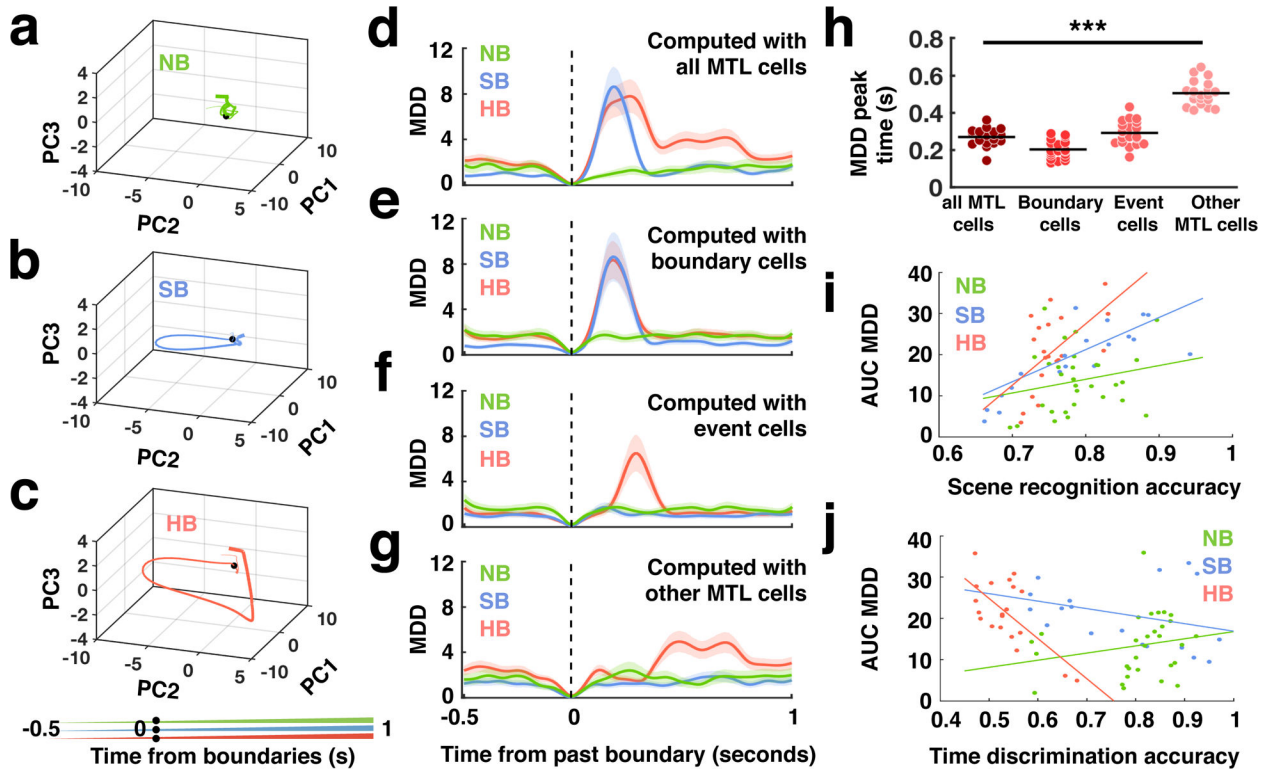 a
NB
4
2
0
-2
-4
PC3
-10
-5
0
5
PC2
-10
0
10
PC1
b
SB
4
2
0
-2
-4
PC3
-10
-5
0
5
PC2
-10
0
10
PC1
c
HB
4
2
0
-2
-4
PC3
-10
-5
0
5
PC2
-10
0
10
PC1
-0.5
0
1
Time from boundaries (s)
d
12
8
4
0
MDD
NB
SB
HB
Computed with
all MTL cells
e
12
8
4
0
MDD
NB
SB
HB
Computed with
boundary cells
f
12
8
4
0
MDD
NB
SB
HB
Computed with
event cells
g
12
8
4
0
MDD
NB
SB
HB
Computed with
other MTL cells
-0.5
0
1
Time from past boundary (seconds)
h
***
0.8
0.6
0.4
0.2
0
MDD peak
time (s)
all MTL
cells
Boundary
cells
Event
cells
Other
MTL cells
i
40
30
20
10
0
AUC MDD
NB
SB
HB
0.6
0.7
0.8
0.9
1
Scene recognition accuracy
j
40
30
20
10
0
AUC MDD
NB
SB
HB
0.4
0.5
0.6
0.7
0.8
0.9
1
Time discrimination accuracy